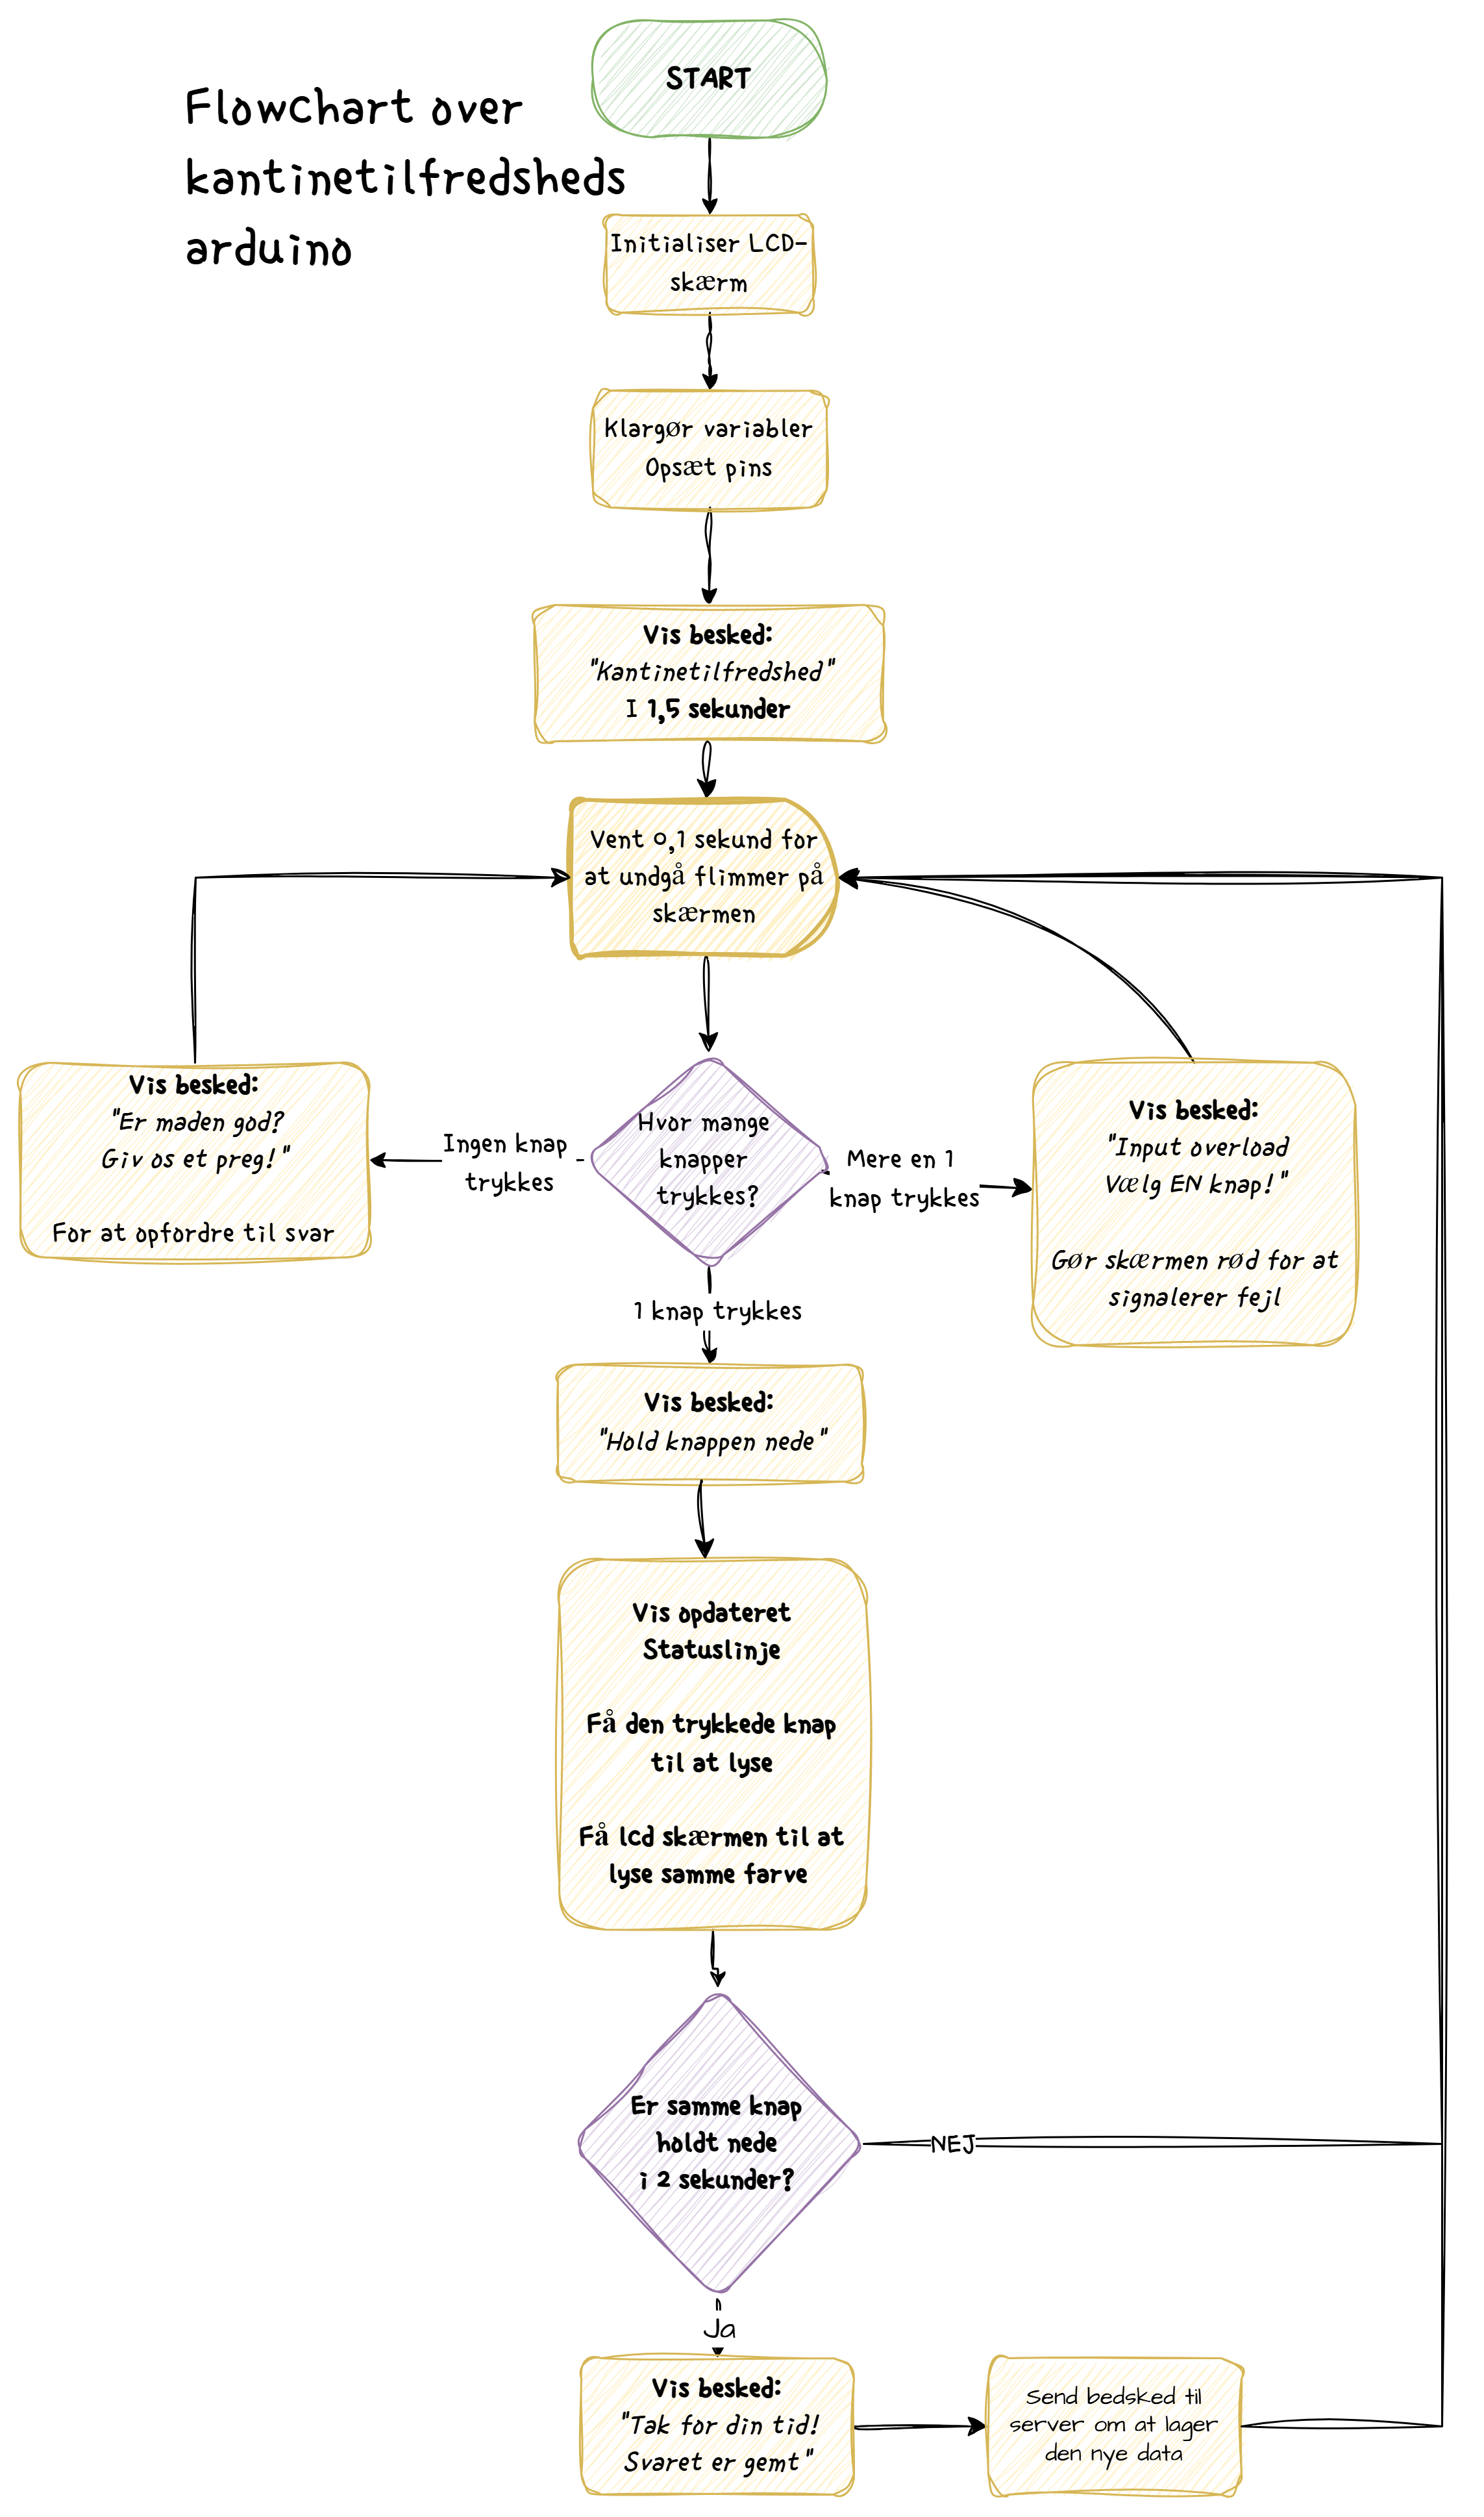 START
Flowchart over
kantinetilfredsheds
arduino
Initialiser LCD-
skærm
Klargør variabler
Opsæt pins
Vis besked:
"Kantinetilfredshed"
I 1,5 sekunder
Vent 0,1 sekund for
at undgå flimmer på
skærmen
Vis besked:
"Er maden god?
Giv os et preg!"
For at opfordre til svar
Ingen knap
trykkes
Hvor mange
knapper
trykkes?
Mere en 1
knap trykkes
Vis besked:
"Input overload
Vælg EN knap!"
Gør skærmen rød for at
signalerer fejl
1 knap trykkes
Vis besked:
"Hold knappen nede"
Vis opdateret
Statuslinje
Få den trykkede knap
til at lyse
Få lcd skærmen til at
lyse samme farve
Er samme knap
holdt nede
i 2 sekunder?
NEJ
Ja
Vis besked:
"Tak for din tid!
Svaret er gemt"
Send bedsked til
server om at lager
den nye data